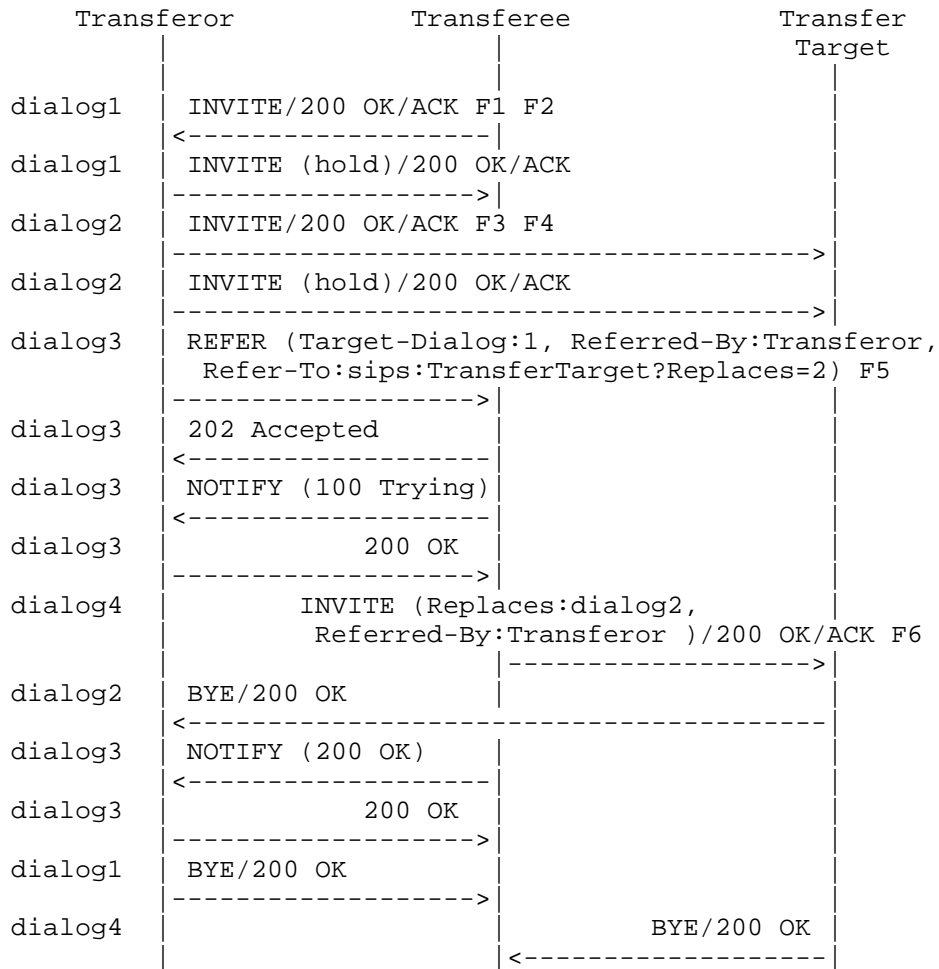 Transferor Transferee Transfer
Target
dialog1 INVITE/200 OK/ACK F1 F2
dialog1 INVITE (hold)/200 OK/ACK
dialog2 INVITE/200 OK/ACK F3 F4
dialog2 INVITE (hold)/200 OK/ACK
dialog3 REFER (Target-Dialog:1, Referred-By:Transferor,
Refer-To:sips:TransferTarget?Replaces=2) F5
dialog3 202 Accepted
dialog3 NOTIFY (100 Trying)
dialog3 200 OK
dialog4 INVITE (Replaces:dialog2,
Referred-By:Transferor )/200 OK/ACK F6
dialog2 BYE/200 OK
dialog3 NOTIFY (200 OK)
dialog3 200 OK
dialog1 BYE/200 OK
dialog4 BYE/200 OK